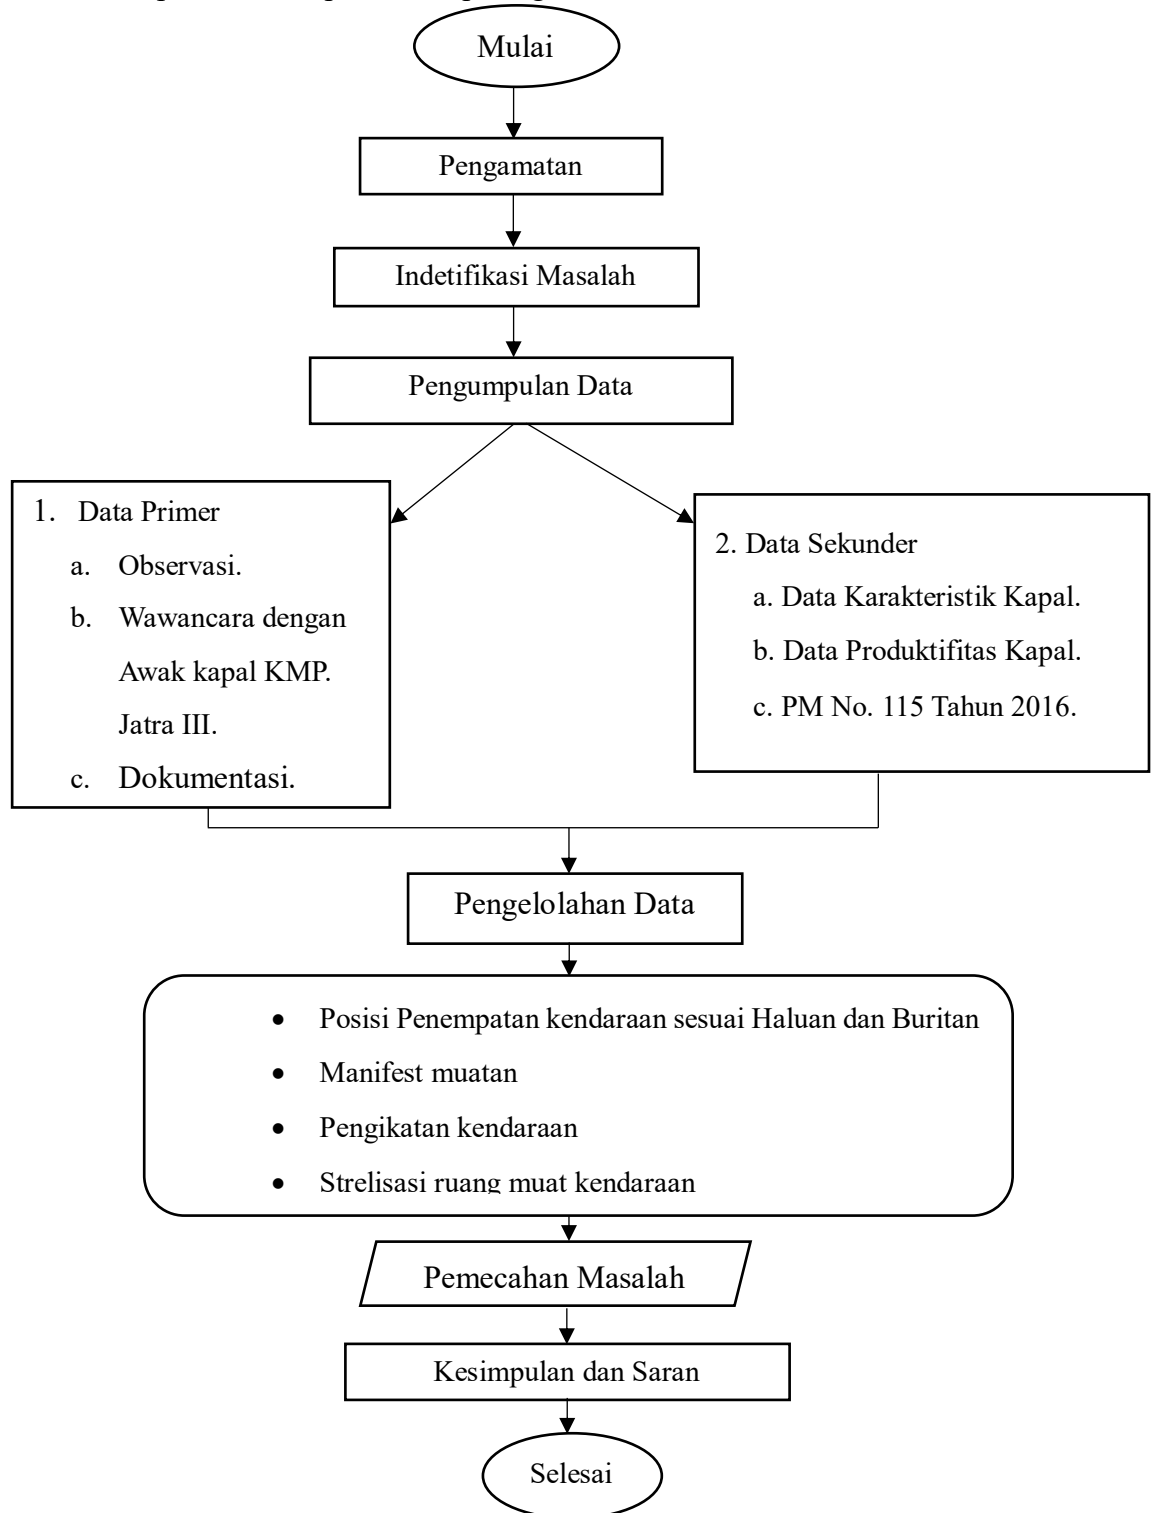 Mulai
Pengamatan
Indetifikasi Masalah
Pengumpulan Data
1. Data Primer
a. Observasi.
b. Wawancara dengan
Awak kapal KMP.
Jatra III.
c. Dokumentasi.
2. Data Sekunder
a. Data Karakteristik Kapal.
b. Data Produktifitas Kapal.
c. PM No. 115 Tahun 2016.
Pengelolahan Data
• Posisi Penempatan kendaraan sesuai Haluan dan Buritan
• Manifest muatan
• Pengikatan kendaraan
• Strelisasi ruang muat kendaraan
Pemecahan Masalah
Kesimpulan dan Saran
Selesai